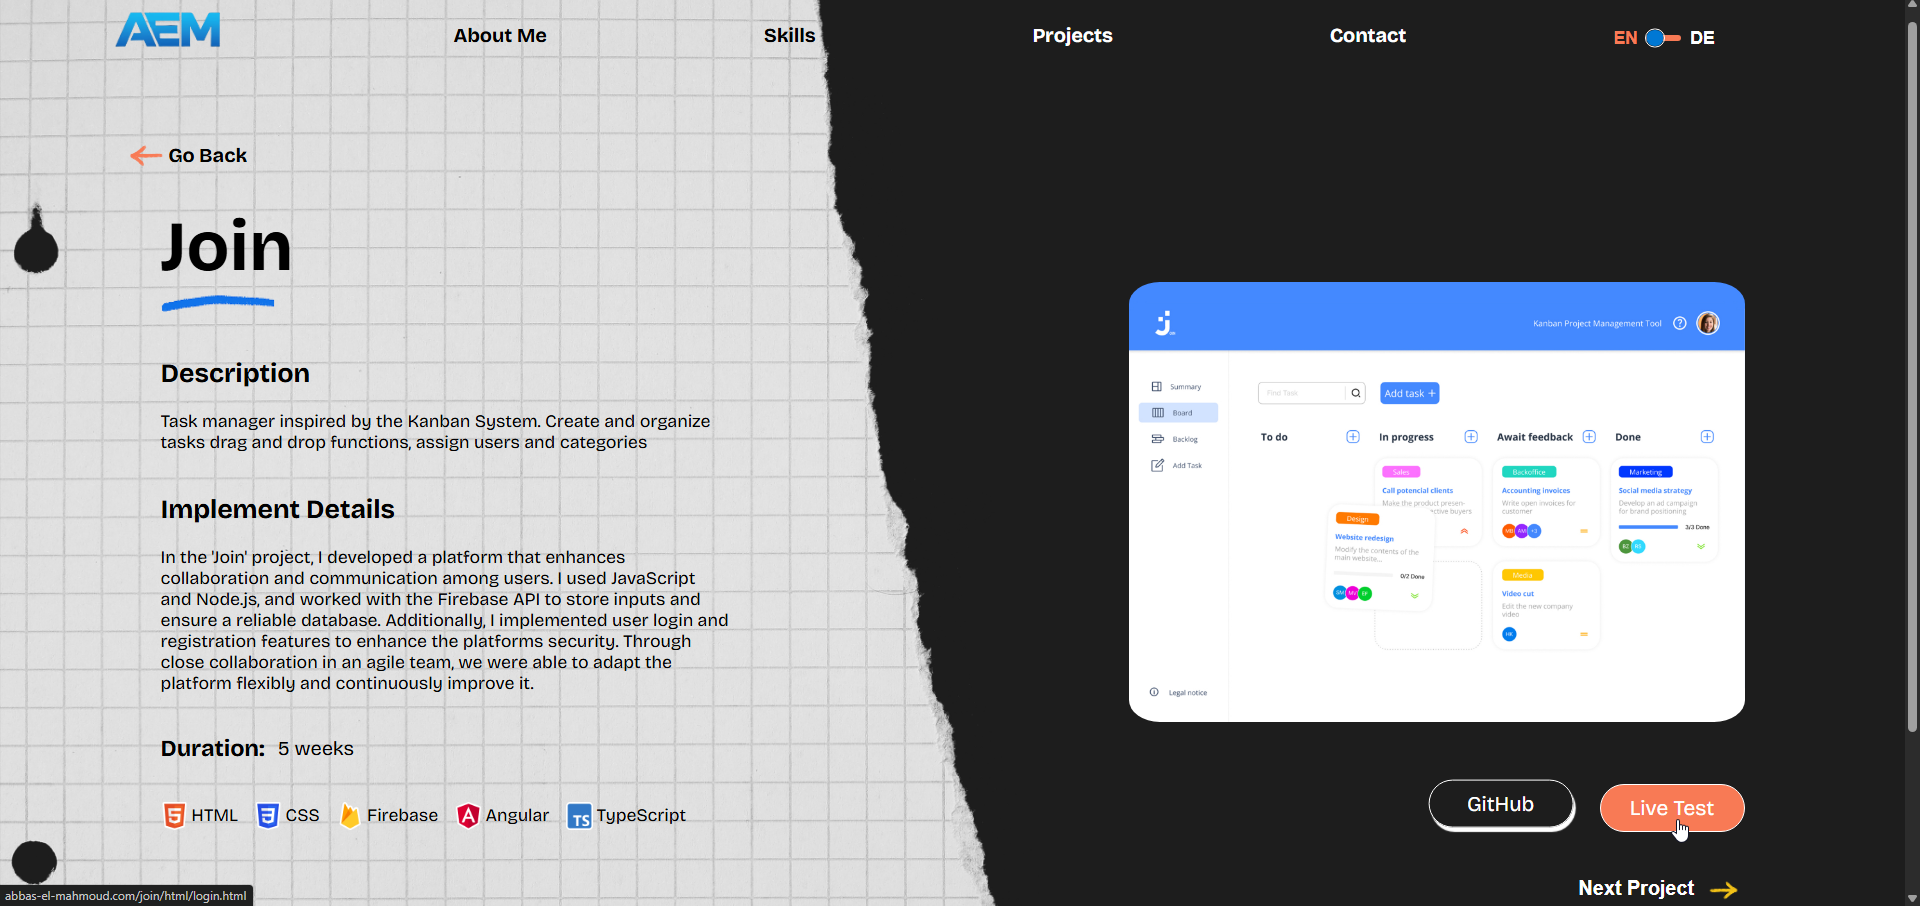 AEM
About Me
Skills
Projects
Contact
EN
DE
Go Back
Join
Description
Task manager inspired by the Kanban System. Create and organize
tasks drag and drop functions, assign users and categories
Implement Details
In the 'Join' project, I developed a platform that enhances
collaboration and communication among users. I used JavaScript
and Node.js, and worked with the Firebase API to store inputs and
ensure a reliable database. Additionally, I implemented user login and
registration features to enhance the platforms security. Through
close collaboration in an agile team, we were able to adapt the
platform flexibly and continuously improve it.
Duration: 5 weeks
HTML
CSS
Firebase
Angular
TS TypeScript
Kanban Project Management Tool
Summary
Board
Backlog
Add Task
Legal notice
Find Task
Add task +
To do
In progress
Await feedback
Done
Sales
Call potencial clients
Make the product presen-
ective buyers
Design
Website redesign
Modify the contents of the
main website...
0/2 Done
SM
MV
EF
Backoffice
Accounting invoices
Write open invoices for
customer
MB
AM
+2
Media
Video cut
Edit the new company
video
HK
Marketing
Social media strategy
Develop an ad campaign
for brand positioning
3/3 Done
GitHub
Live Test
Next Project
abbas-el-mahmoud.com/join/html/login.html